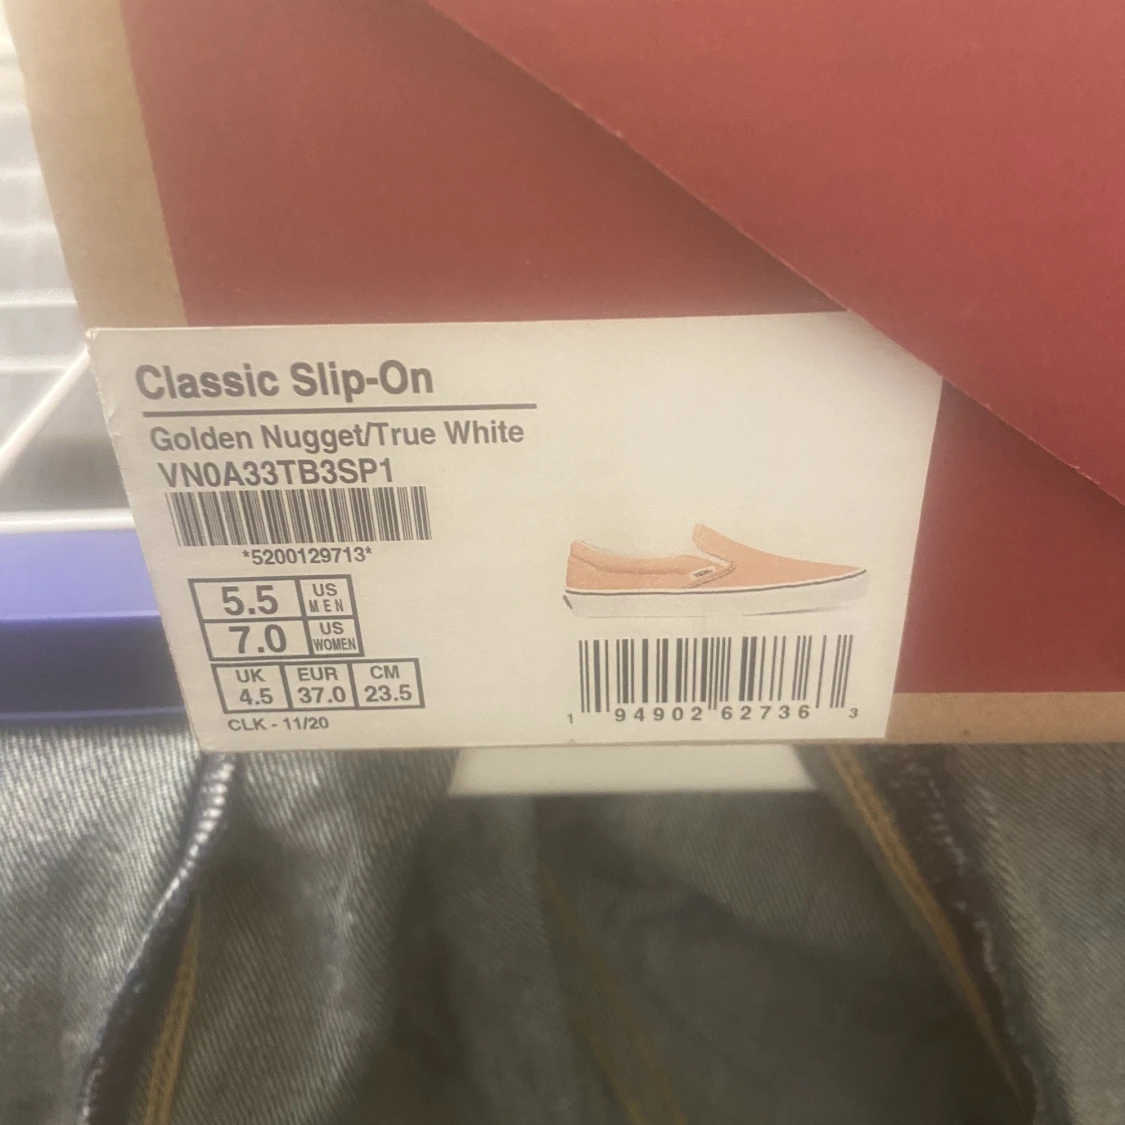 Classic Slip-On
Golden Nugget/True White
VN0A33TB3SP1
*5200129713*
5.5 US MEN
7.0 US WOMEN
UK EUR CM
4.5 37.0 23.5
CLK - 11/20
1 94902 62736 3